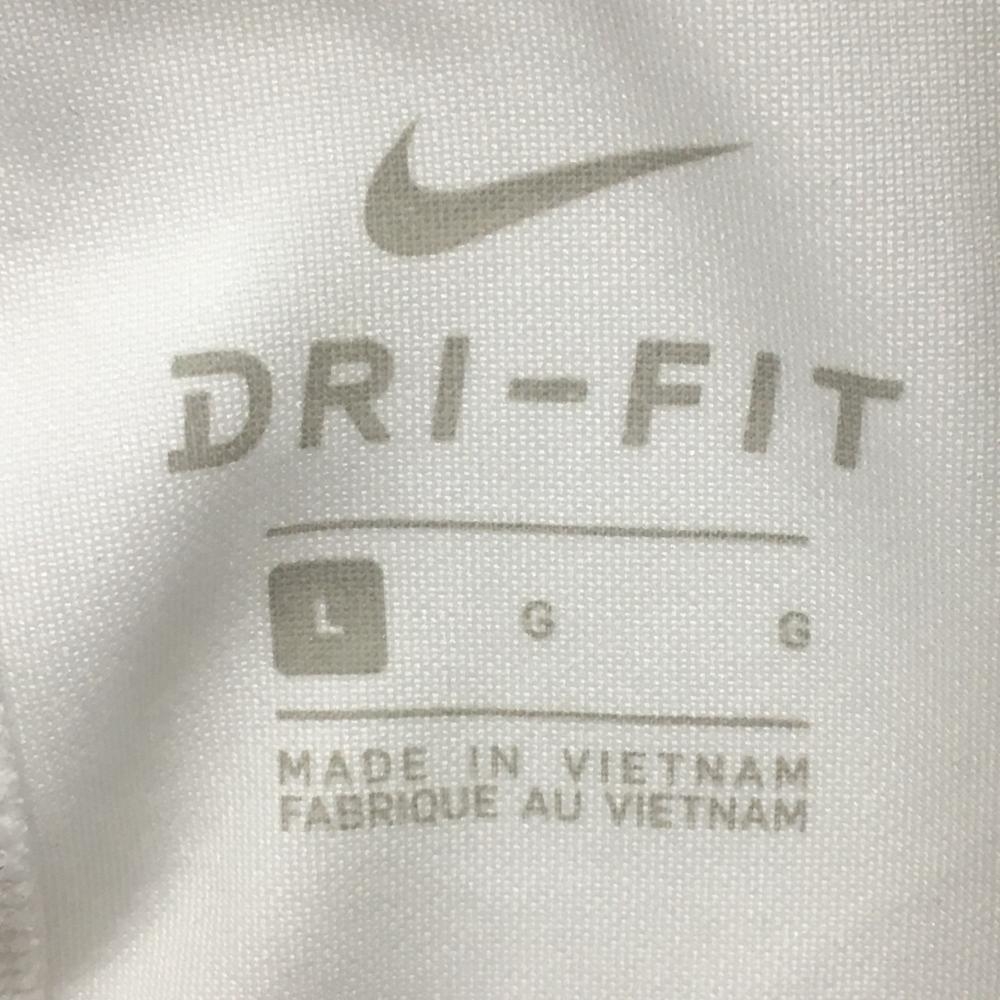 DRI-FIT
L G G
MADE IN VIETNAM
FABRIQUE AU VIETNAM